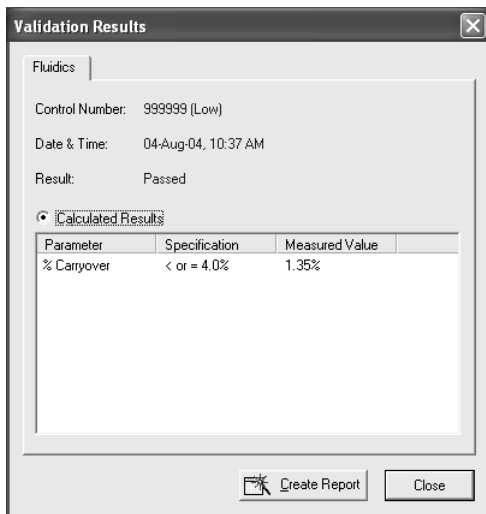 Validation Results
Fluidics
Control Number: 999999 (Low)
Date & Time: 04-Aug-04, 10:37 AM
Result: Passed
Calculated Results
Parameter Specification Measured Value
% Carryover < or = 4.0% 1.35%
Create Report Close